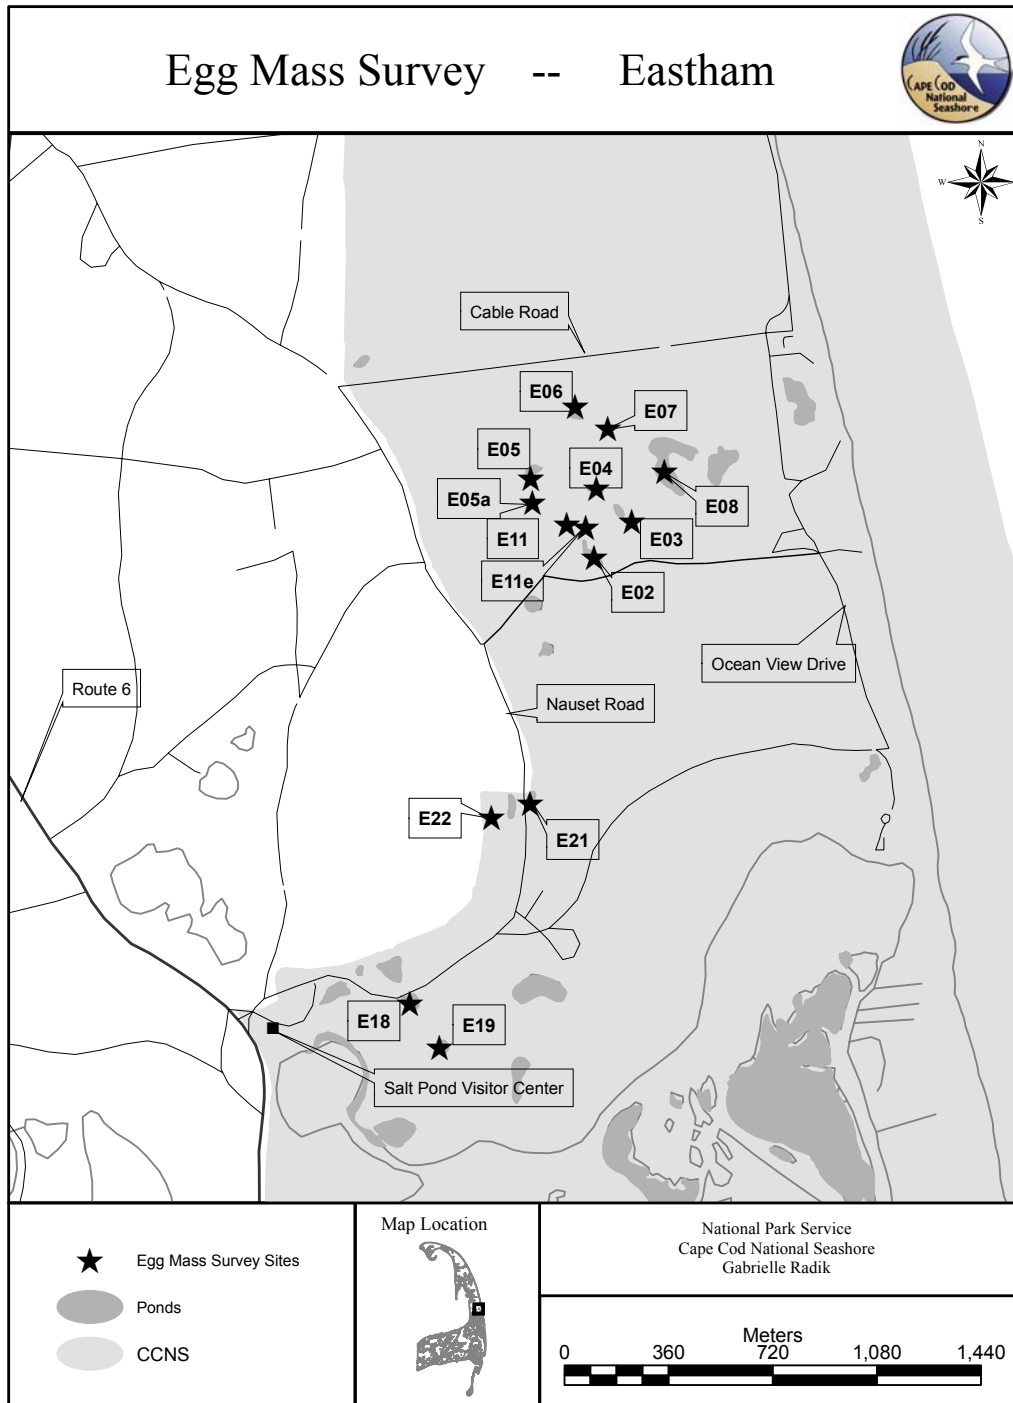 Egg Mass Survey -- Eastham
CAPE COD
National
Seashore
N
W
S
Cable Road
E06
E07
E05
E04
E05a
E08
E11
E03
E11e
E02
Ocean View Drive
Route 6
Nauset Road
E22
E21
E18
E19
Salt Pond Visitor Center
Egg Mass Survey Sites
Ponds
CCNS
Map Location
National Park Service
Cape Cod National Seashore
Gabrielle Radik
Meters
0 360 720 1,080 1,440